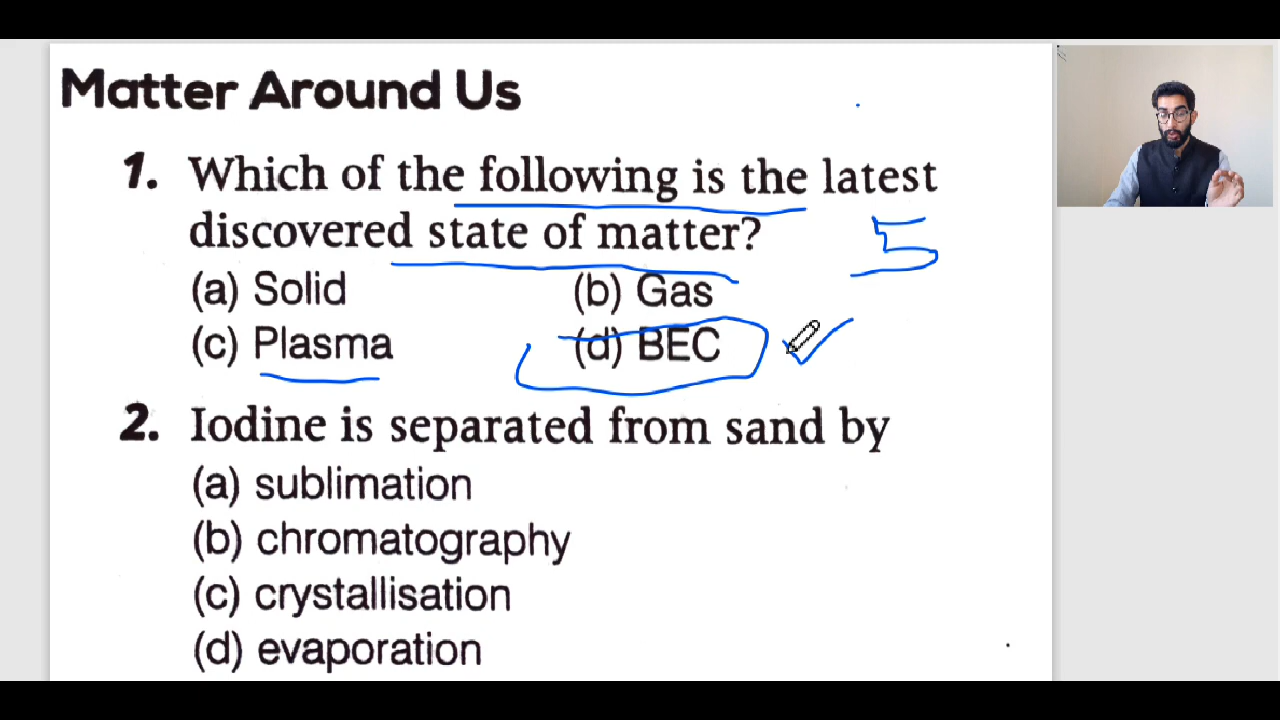 Matter Around Us
1. Which of the following is the latest
discovered state of matter?
5
(a) Solid (b) Gas
(c) Plasma (d) BEC
2. Iodine is separated from sand by
(a) sublimation
(b) chromatography
(c) crystallisation
(d) evaporation